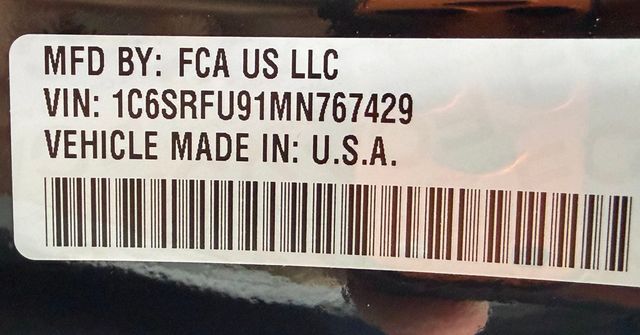 MFD BY: FCA US LLC
VIN: 1C6SRFU91MN767429
VEHICLE MADE IN: U.S.A.